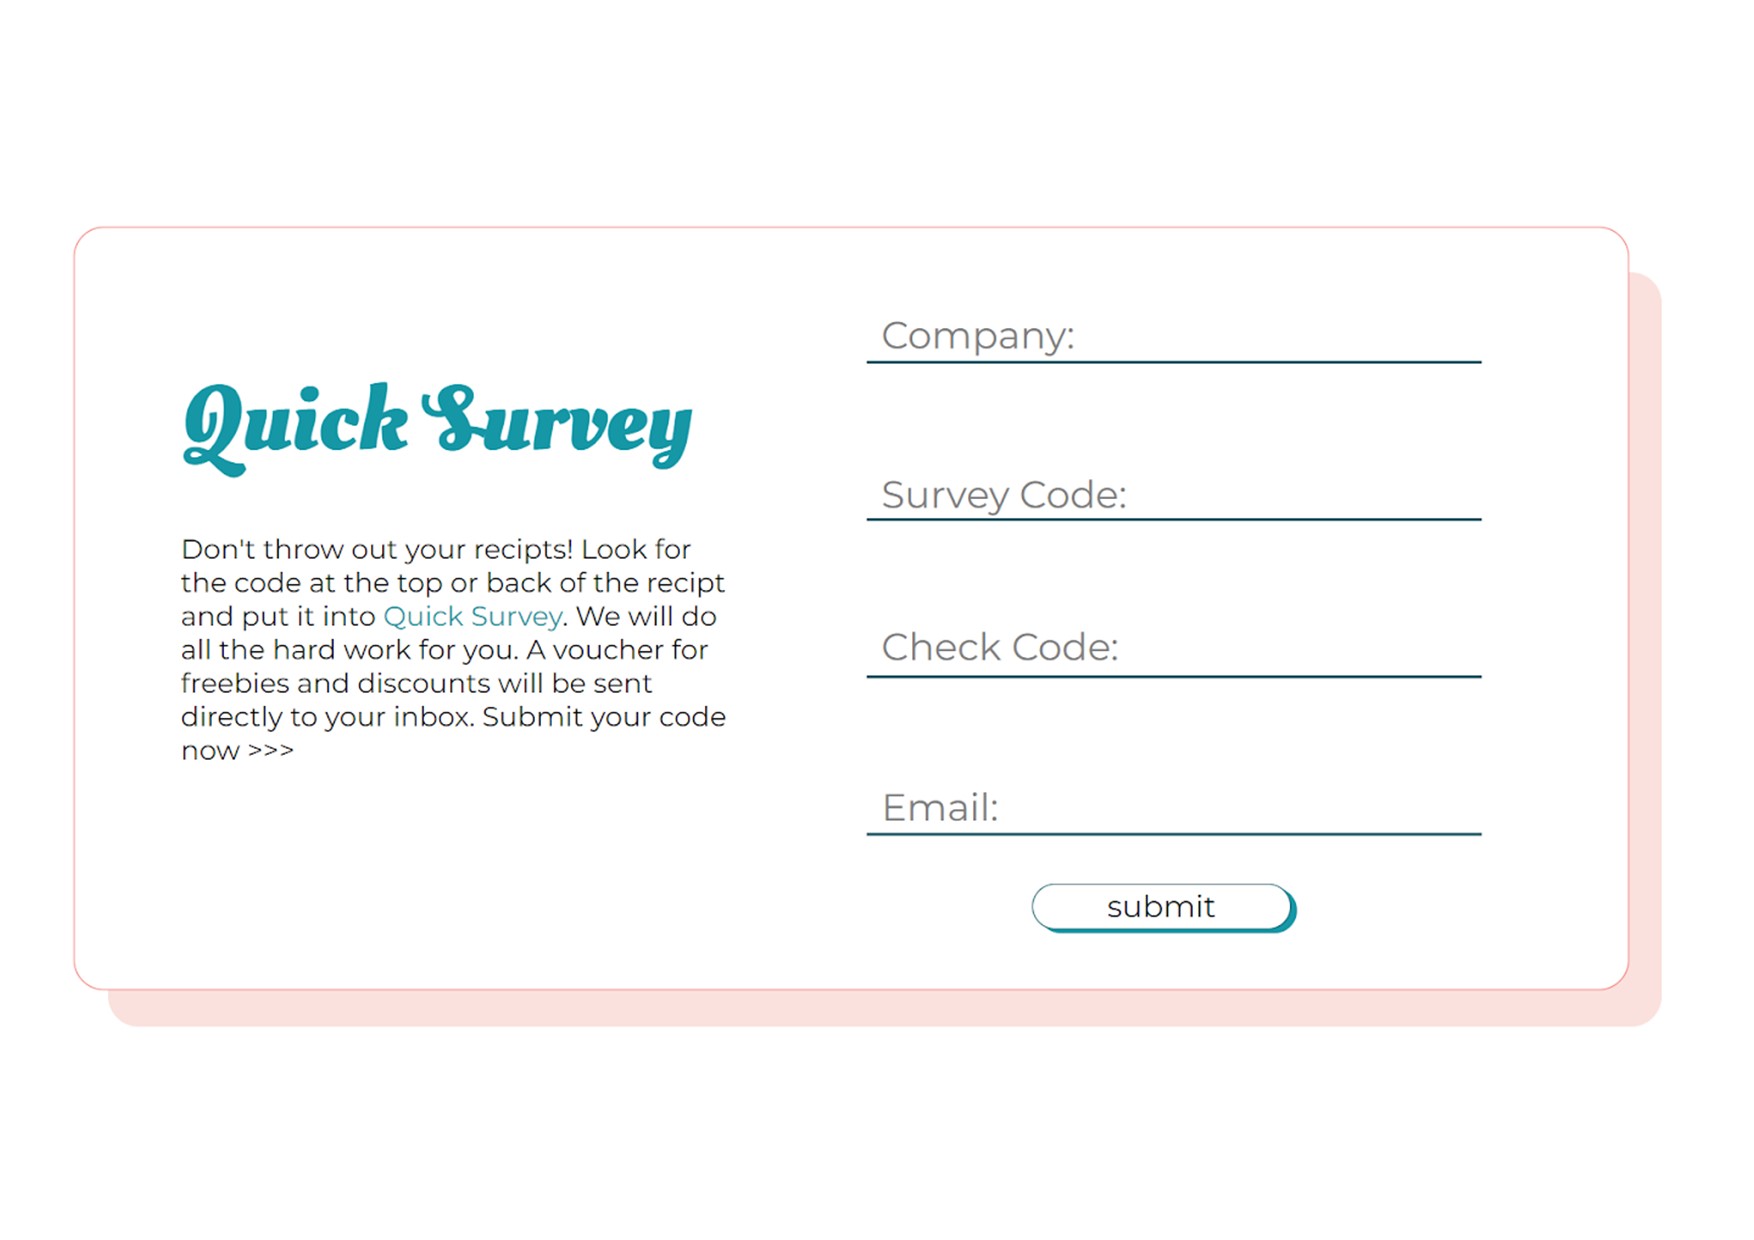 Quick Survey
Don't throw out your recipts! Look for
the code at the top or back of the recipt
and put it into Quick Survey. We will do
all the hard work for you. A voucher for
freebies and discounts will be sent
directly to your inbox. Submit your code
now >>>
Company:
Survey Code:
Check Code:
Email:
submit